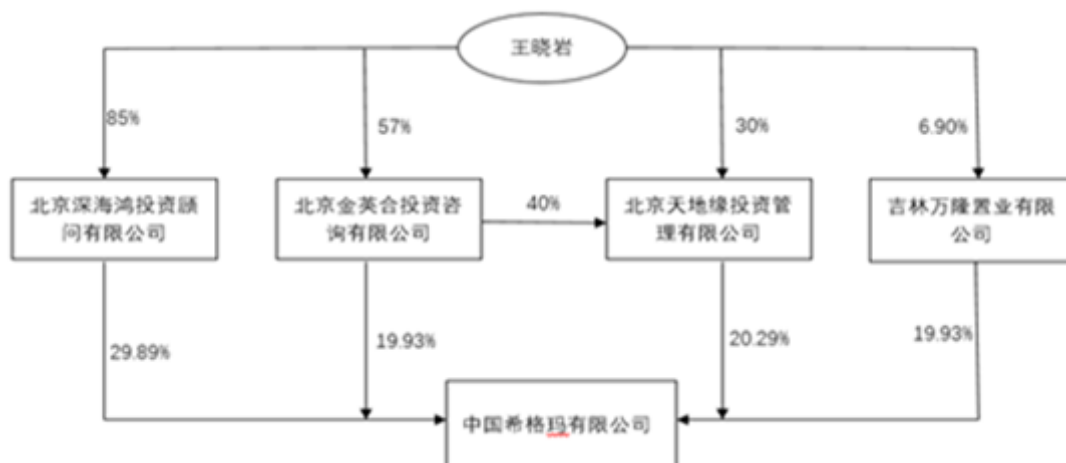 王晓岩
85%
57%
30%
6.90%
北京深海鸿投资顾
问有限公司
北京金英合投资咨
询有限公司
40%
北京天地缘投资管
理有限公司
吉林万隆置业有限
公司
29.89%
19.93%
20.29%
19.93%
中国希格玛有限公司